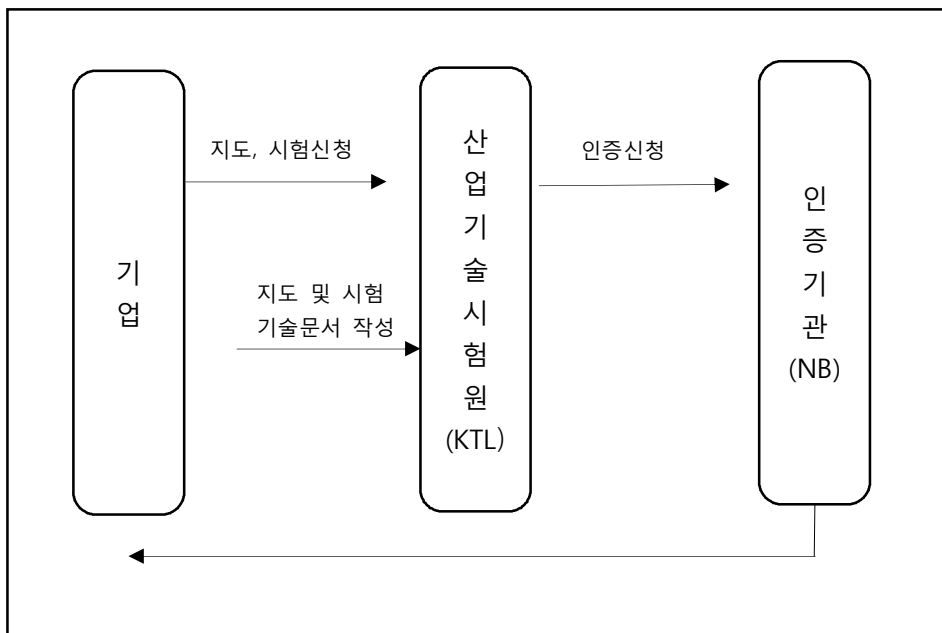 지도, 시험신청
인증신청
기업
지도 및 시험
기술문서 작성
산업기술시험원
(KTL)
인증기관
(NB)